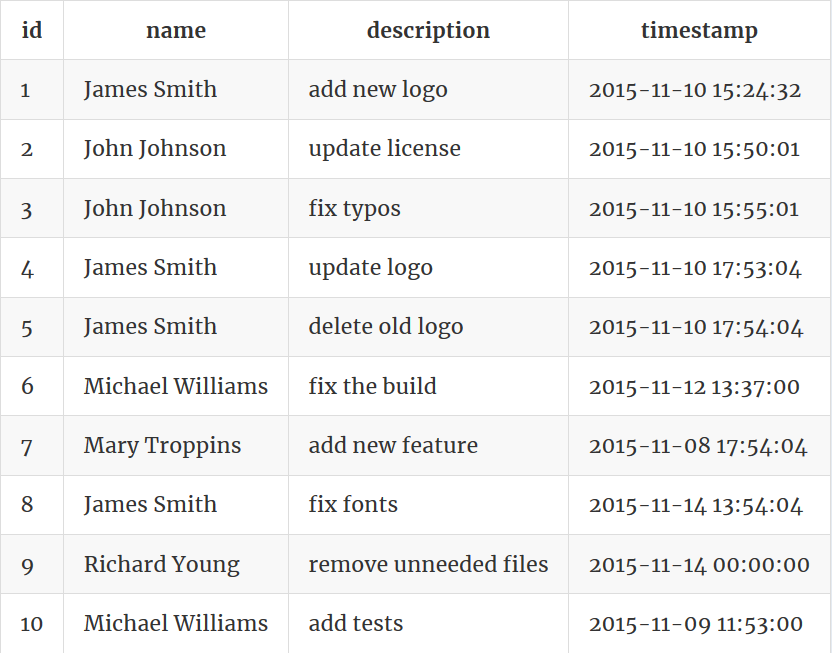 id name description timestamp
1 James Smith add new logo 2015-11-10 15:24:32
2 John Johnson update license 2015-11-10 15:50:01
3 John Johnson fix typos 2015-11-10 15:55:01
4 James Smith update logo 2015-11-10 17:53:04
5 James Smith delete old logo 2015-11-10 17:54:04
6 Michael Williams fix the build 2015-11-12 13:37:00
7 Mary Troppins add new feature 2015-11-08 17:54:04
8 James Smith fix fonts 2015-11-14 13:54:04
9 Richard Young remove unneeded files 2015-11-14 00:00:00
10 Michael Williams add tests 2015-11-09 11:53:00